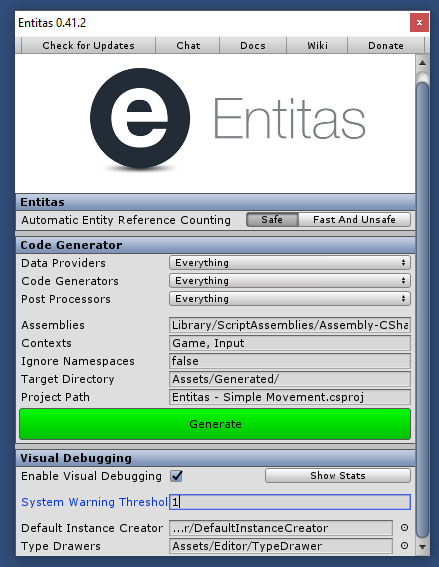 Entitas 0.41.2 x
Check for Updates Chat Docs Wiki Donate
e Entitas
Entitas
Automatic Entity Reference Counting Safe Fast And Unsafe
Code Generator
Data Providers Everything
Code Generators Everything
Post Processors Everything
Assemblies Library/ScriptAssemblies/Assembly-CSha
Contexts Game, Input
Ignore Namespaces false
Target Directory Assets/Generated/
Project Path Entitas - Simple Movement.csproj
Generate
Visual Debugging
Enable Visual Debugging Show Stats
System Warning Threshol 1
Default Instance Creator ...r/DefaultInstanceCreator
Type Drawers Assets/Editor/TypeDrawer